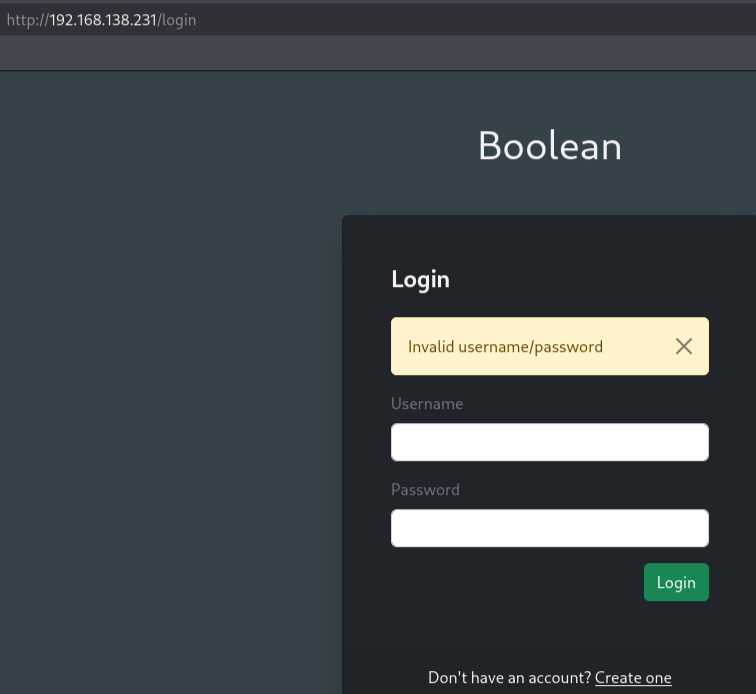 http://192.168.138.231/login
Boolean
Login
Invalid username/password
Username
Password
Login
Don't have an account? Create one